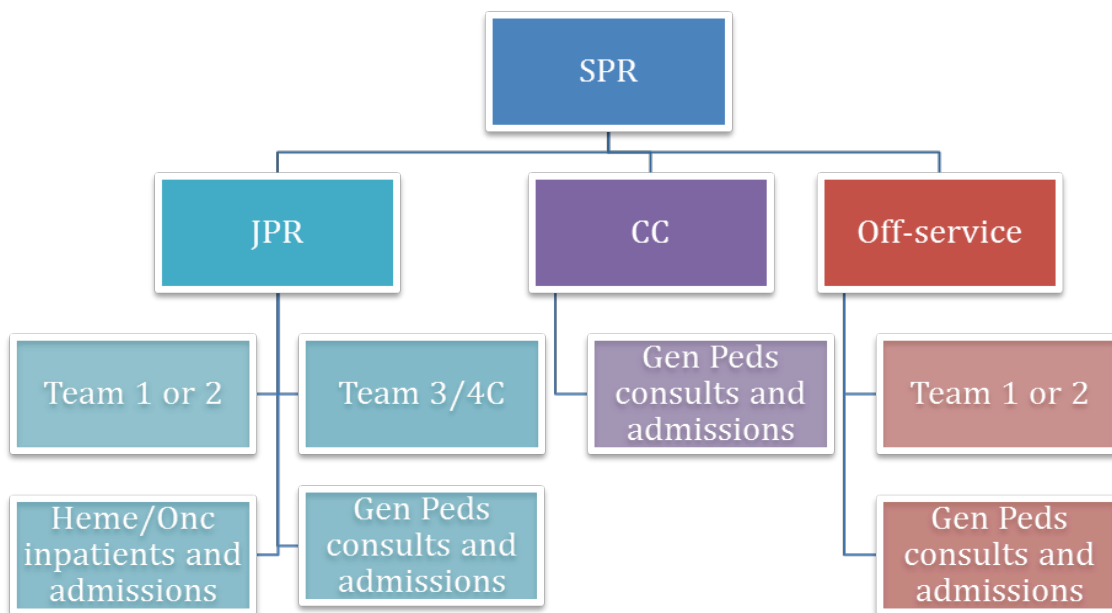 SPR
JPR
CC
Off-service
Team 1 or 2
Team 3/4C
Gen Peds
consults and
admissions
Team 1 or 2
Heme/Onc
inpatients and
admissions
Gen Peds
consults and
admissions
Gen Peds
consults and
admissions